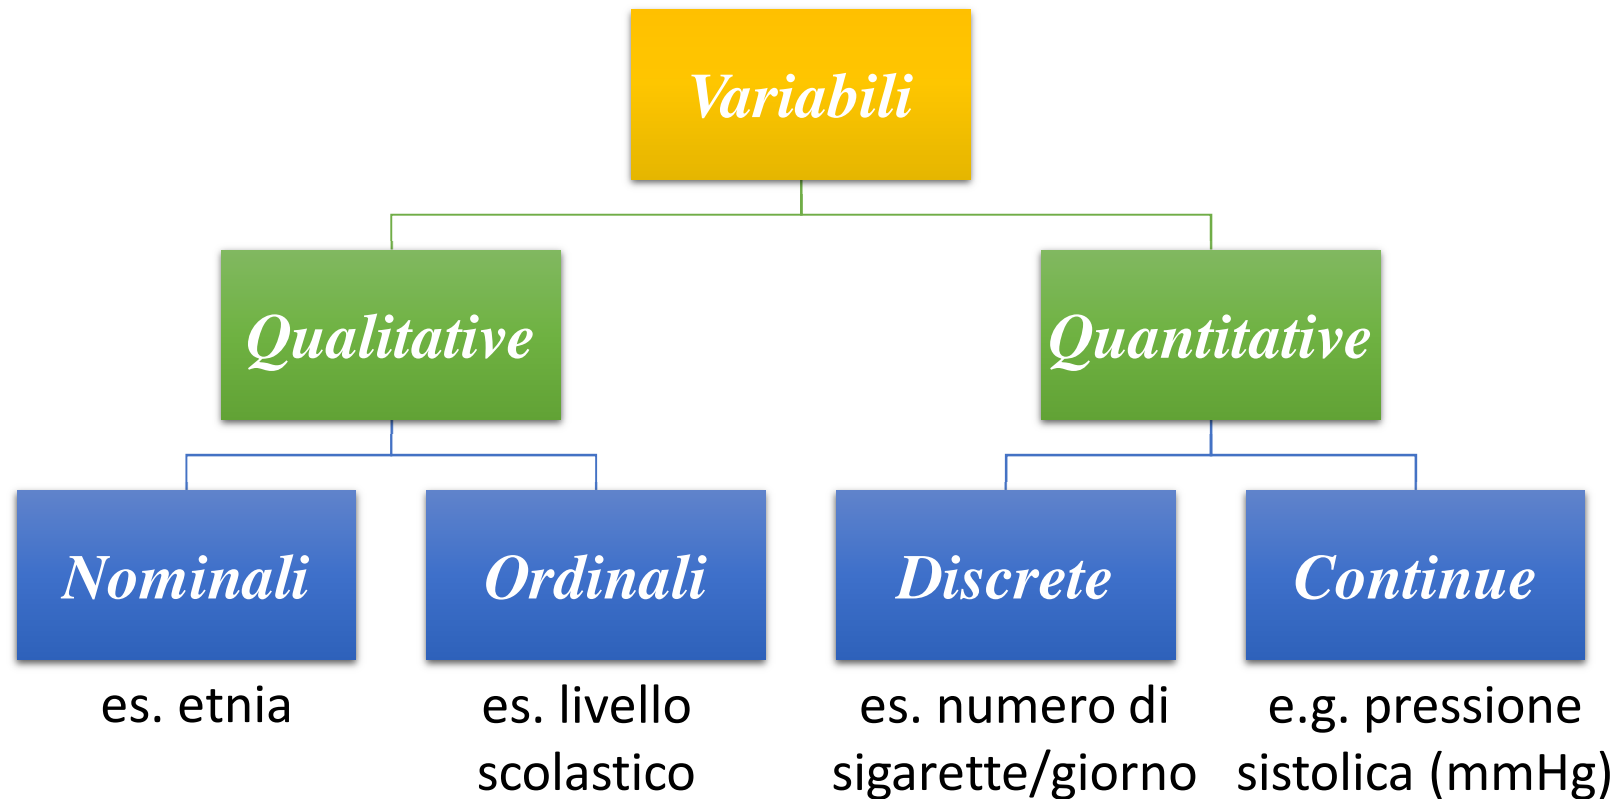 Variabili
Qualitative
Quantitative
Nominali
Ordinali
Discrete
Continue
es. etnia
es. livello
scolastico
es. numero di
sigarette/giorno
e.g. pressione
sistolica (mmHg)